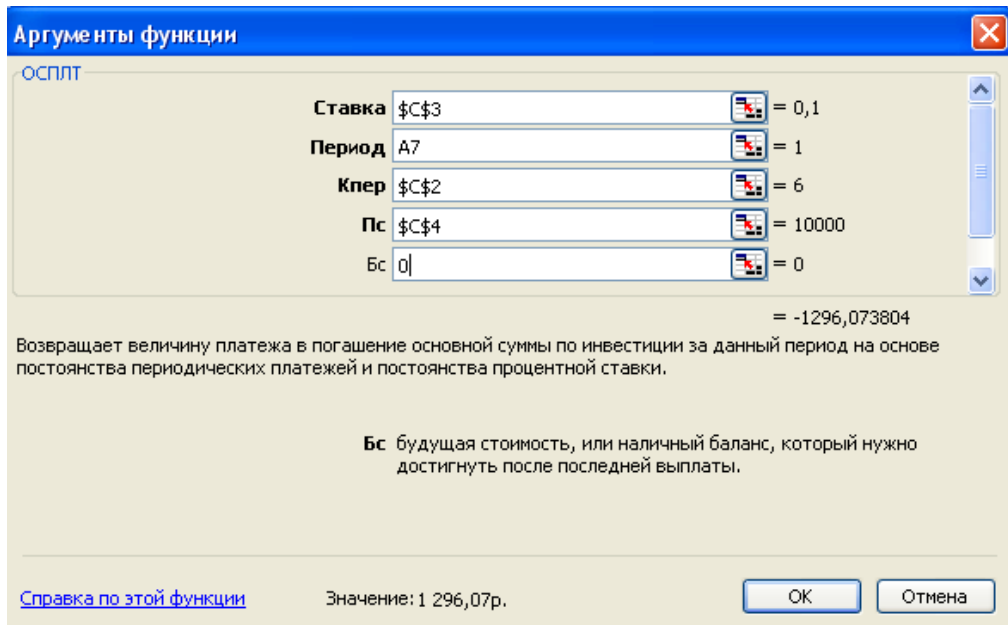 Аргументы функции
ОСПЛТ
Ставка $C$3 = 0,1
Период A7 = 1
Кпер $C$2 = 6
Пс $C$4 = 10000
Бс 0 = 0
= -1296,073804
Возвращает величину платежа в погашение основной суммы по инвестиции за данный период на основе
постоянства периодических платежей и постоянства процентной ставки.
Бс будущая стоимость, или наличный баланс, который нужно
достигнуть после последней выплаты.
Справка по этой функции Значение: 1 296,07р. ОК Отмена